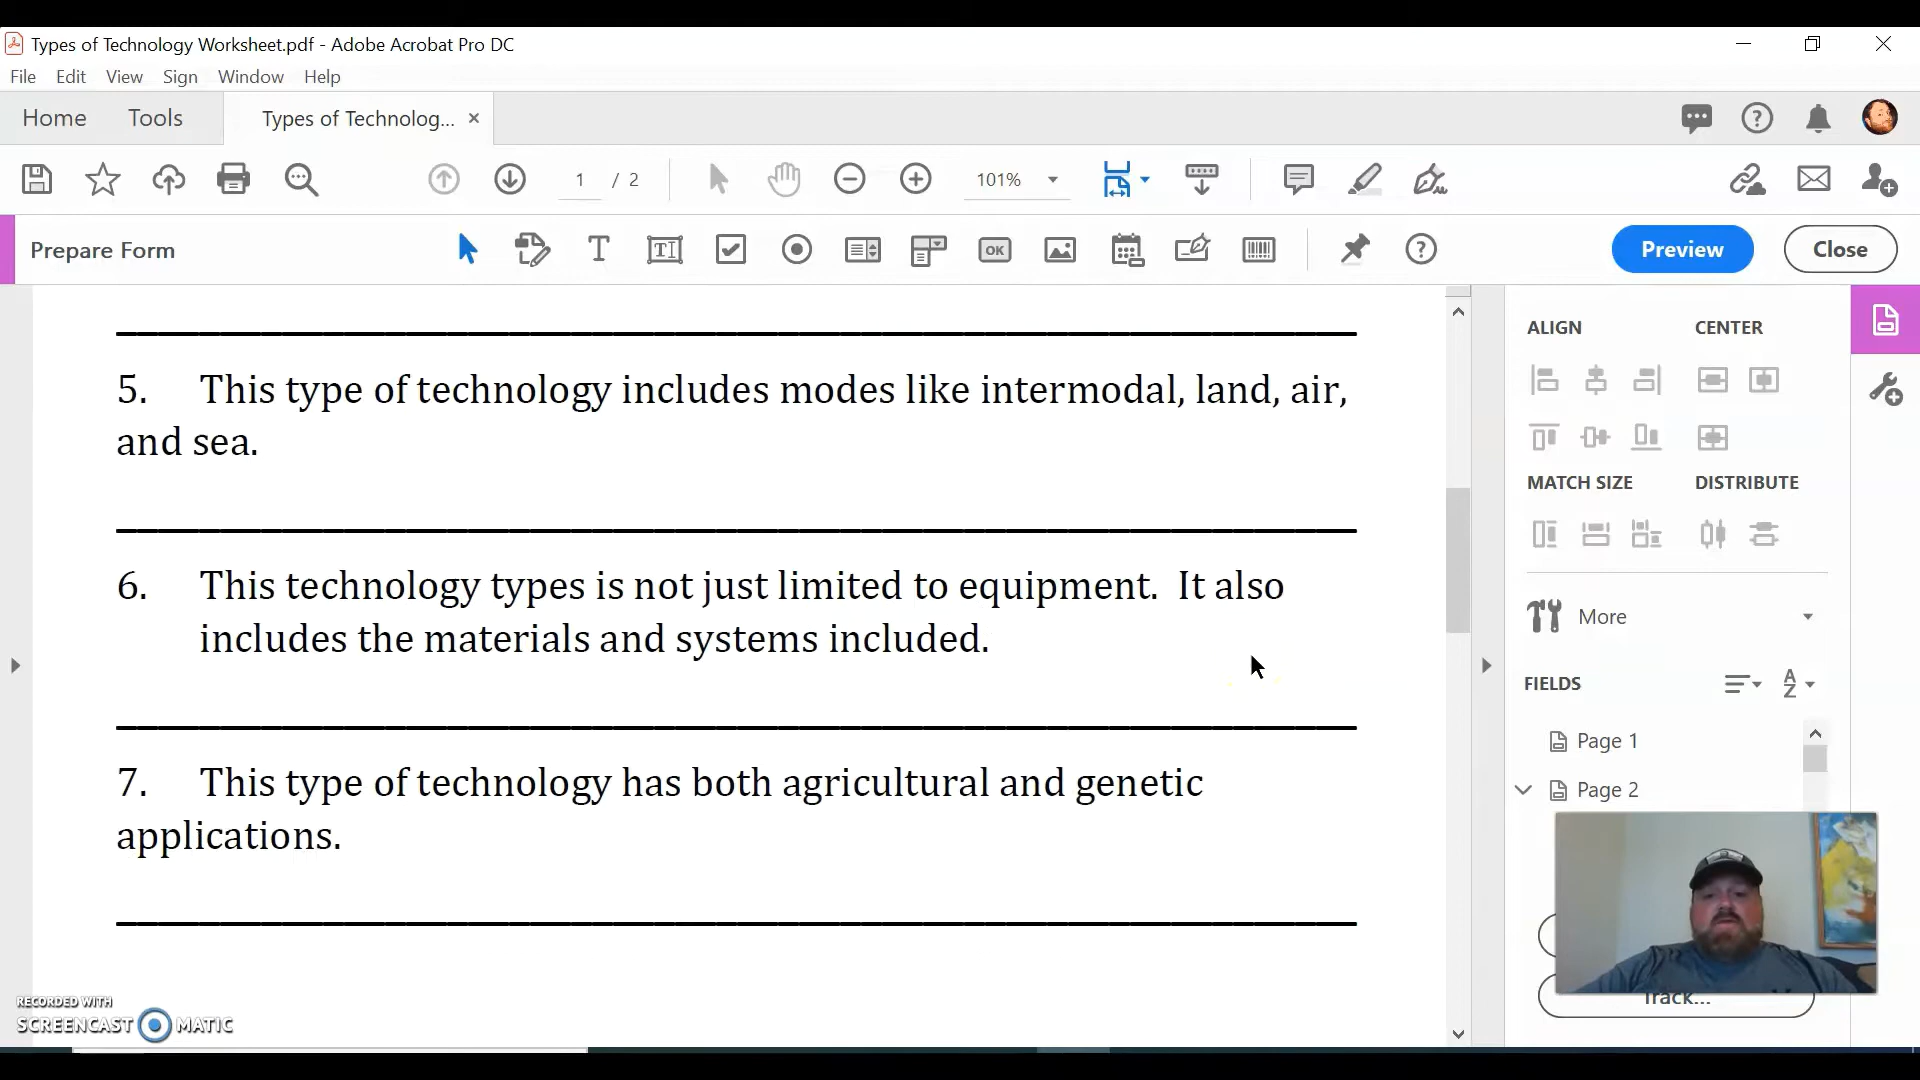 Types of Technology Worksheet.pdf - Adobe Acrobat Pro DC
File Edit View Sign Window Help
Home Tools Types of Technolog... ×
1 / 2 101%
Prepare Form T OK Preview Close
ALIGN CENTER
5. This type of technology includes modes like intermodal, land, air,
and sea.
MATCH SIZE DISTRIBUTE
6. This technology types is not just limited to equipment.  It also
includes the materials and systems included.
More
FIELDS
Page 1
7. This type of technology has both agricultural and genetic
applications.
Page 2
Track...
RECORDED WITH
SCREENCAST MATIC